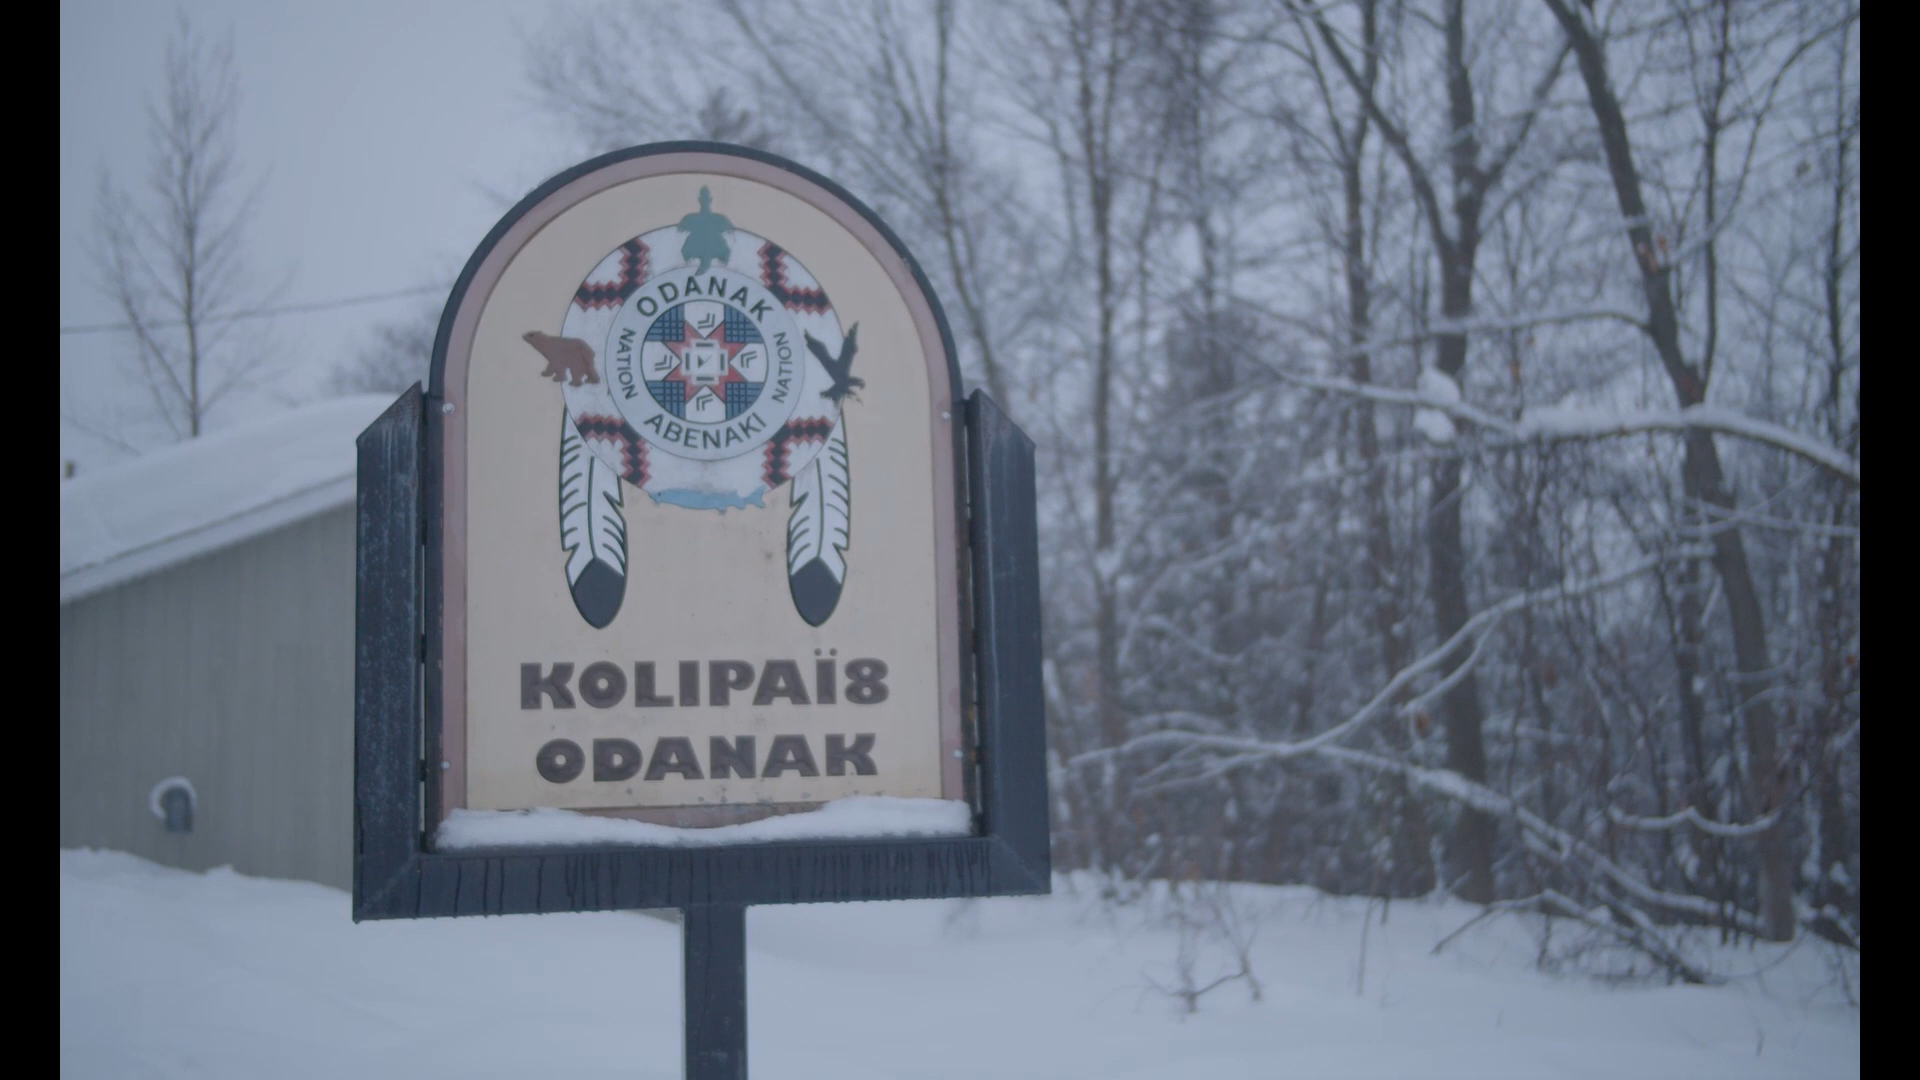 ODANAK
NATION
NATION
ABENAKI
KOLIPAÏ8
ODANAK